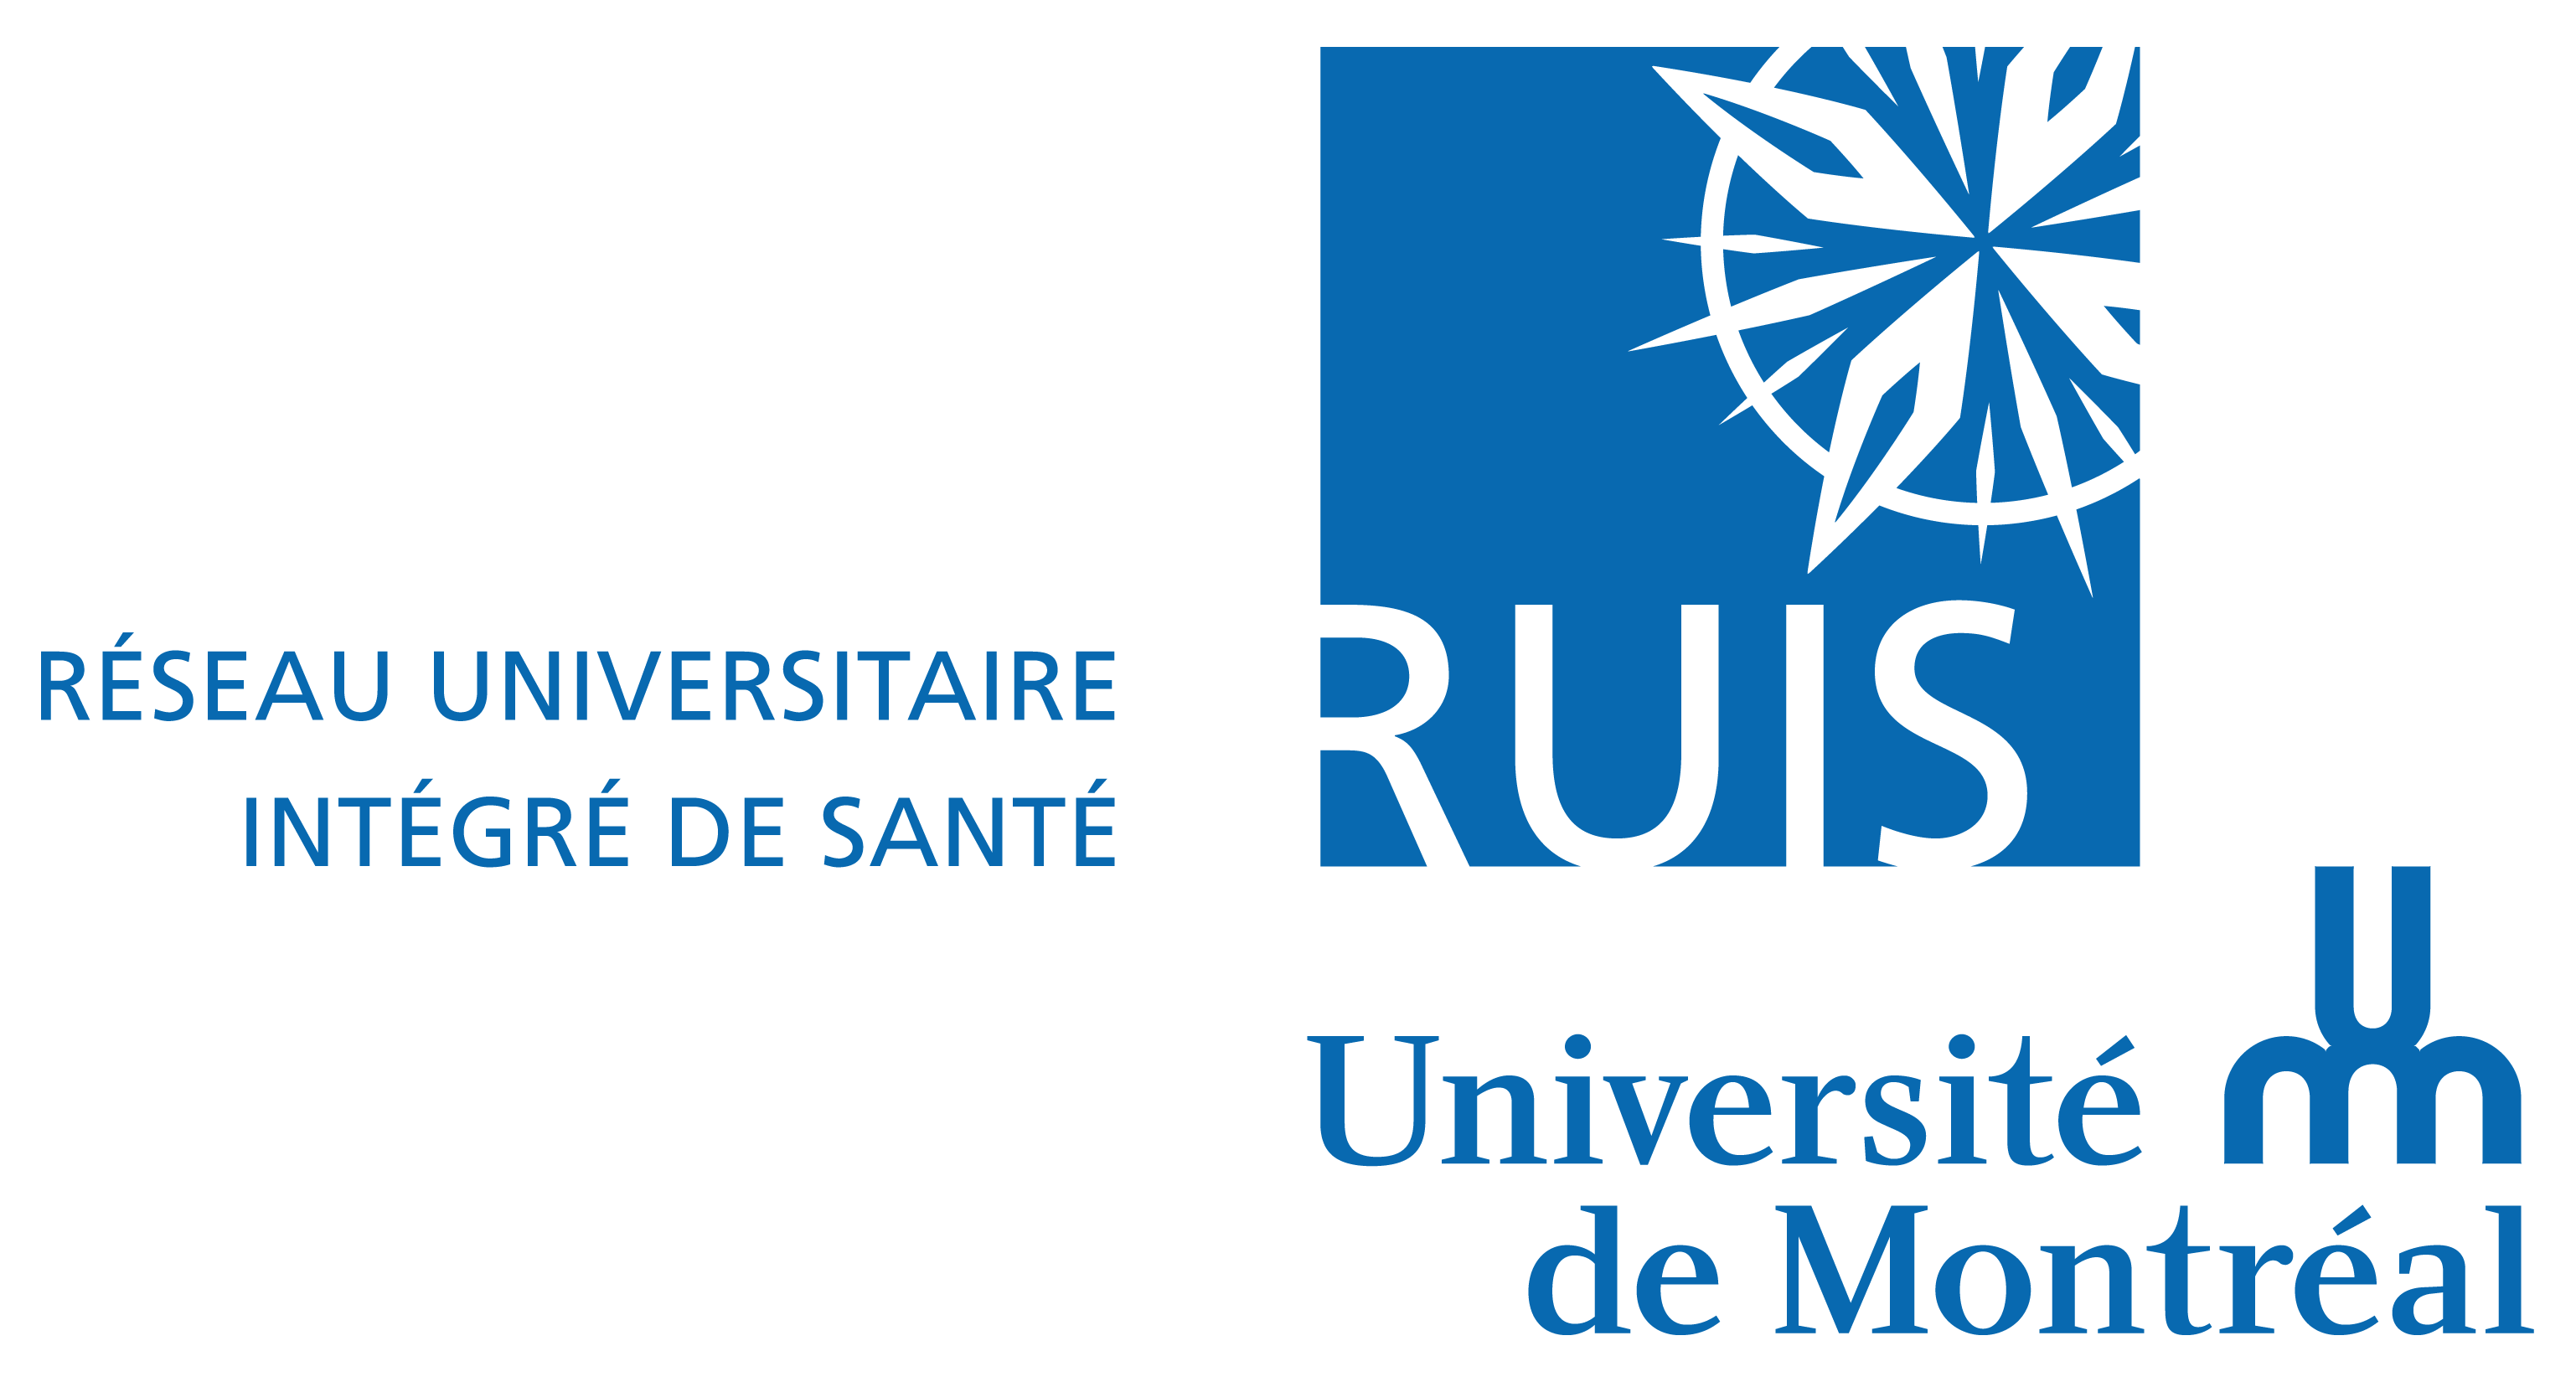 RUIS
RÉSEAU UNIVERSITAIRE
INTÉGRÉ DE SANTÉ
Université
de Montréal